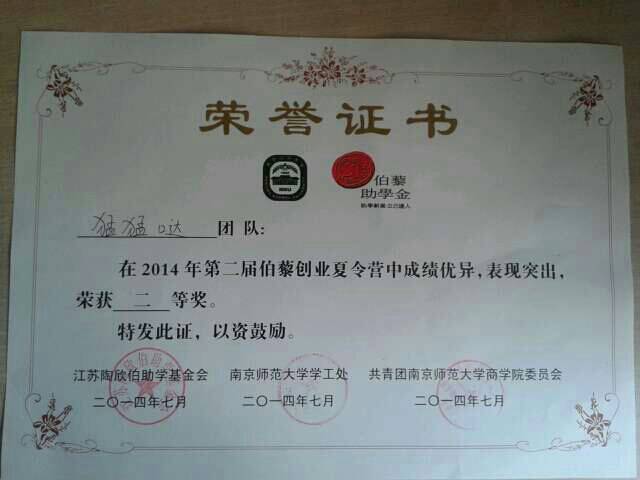 荣誉证书
伯藜
助學金
猛猛哒 团队:
在2014年第二届伯藜创业夏令营中成绩优异,表现突出,
荣获 二 等奖。
特发此证,以资鼓励。
江苏陶欣伯助学基金会 南京师范大学学工处 共青团南京师范大学商学院委员会
二〇一四年七月 二〇一四年七月 二〇一四年七月